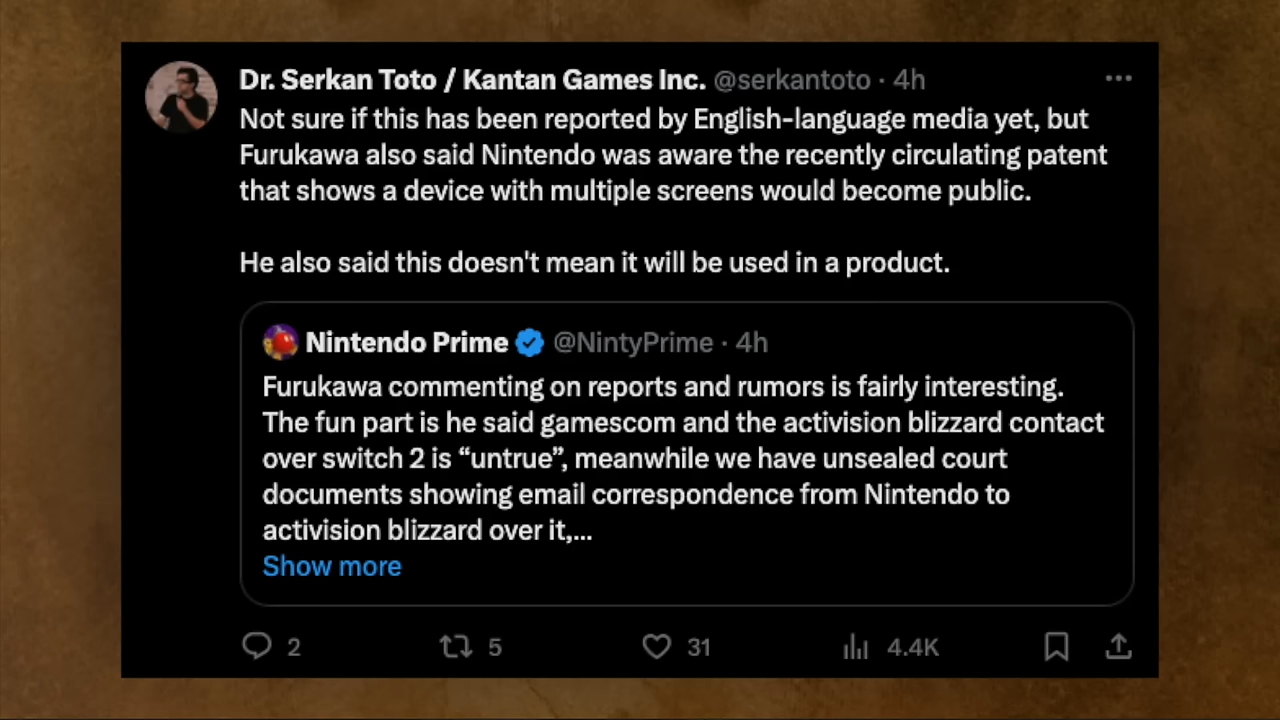 Dr. Serkan Toto / Kantan Games Inc. @serkantoto · 4h
Not sure if this has been reported by English-language media yet, but
Furukawa also said Nintendo was aware the recently circulating patent
that shows a device with multiple screens would become public.
He also said this doesn't mean it will be used in a product.
Nintendo Prime @NintyPrime · 4h
Furukawa commenting on reports and rumors is fairly interesting.
The fun part is he said gamescom and the activision blizzard contact
over switch 2 is “untrue”, meanwhile we have unsealed court
documents showing email correspondence from Nintendo to
activision blizzard over it,...
Show more
2 5 31 4.4K